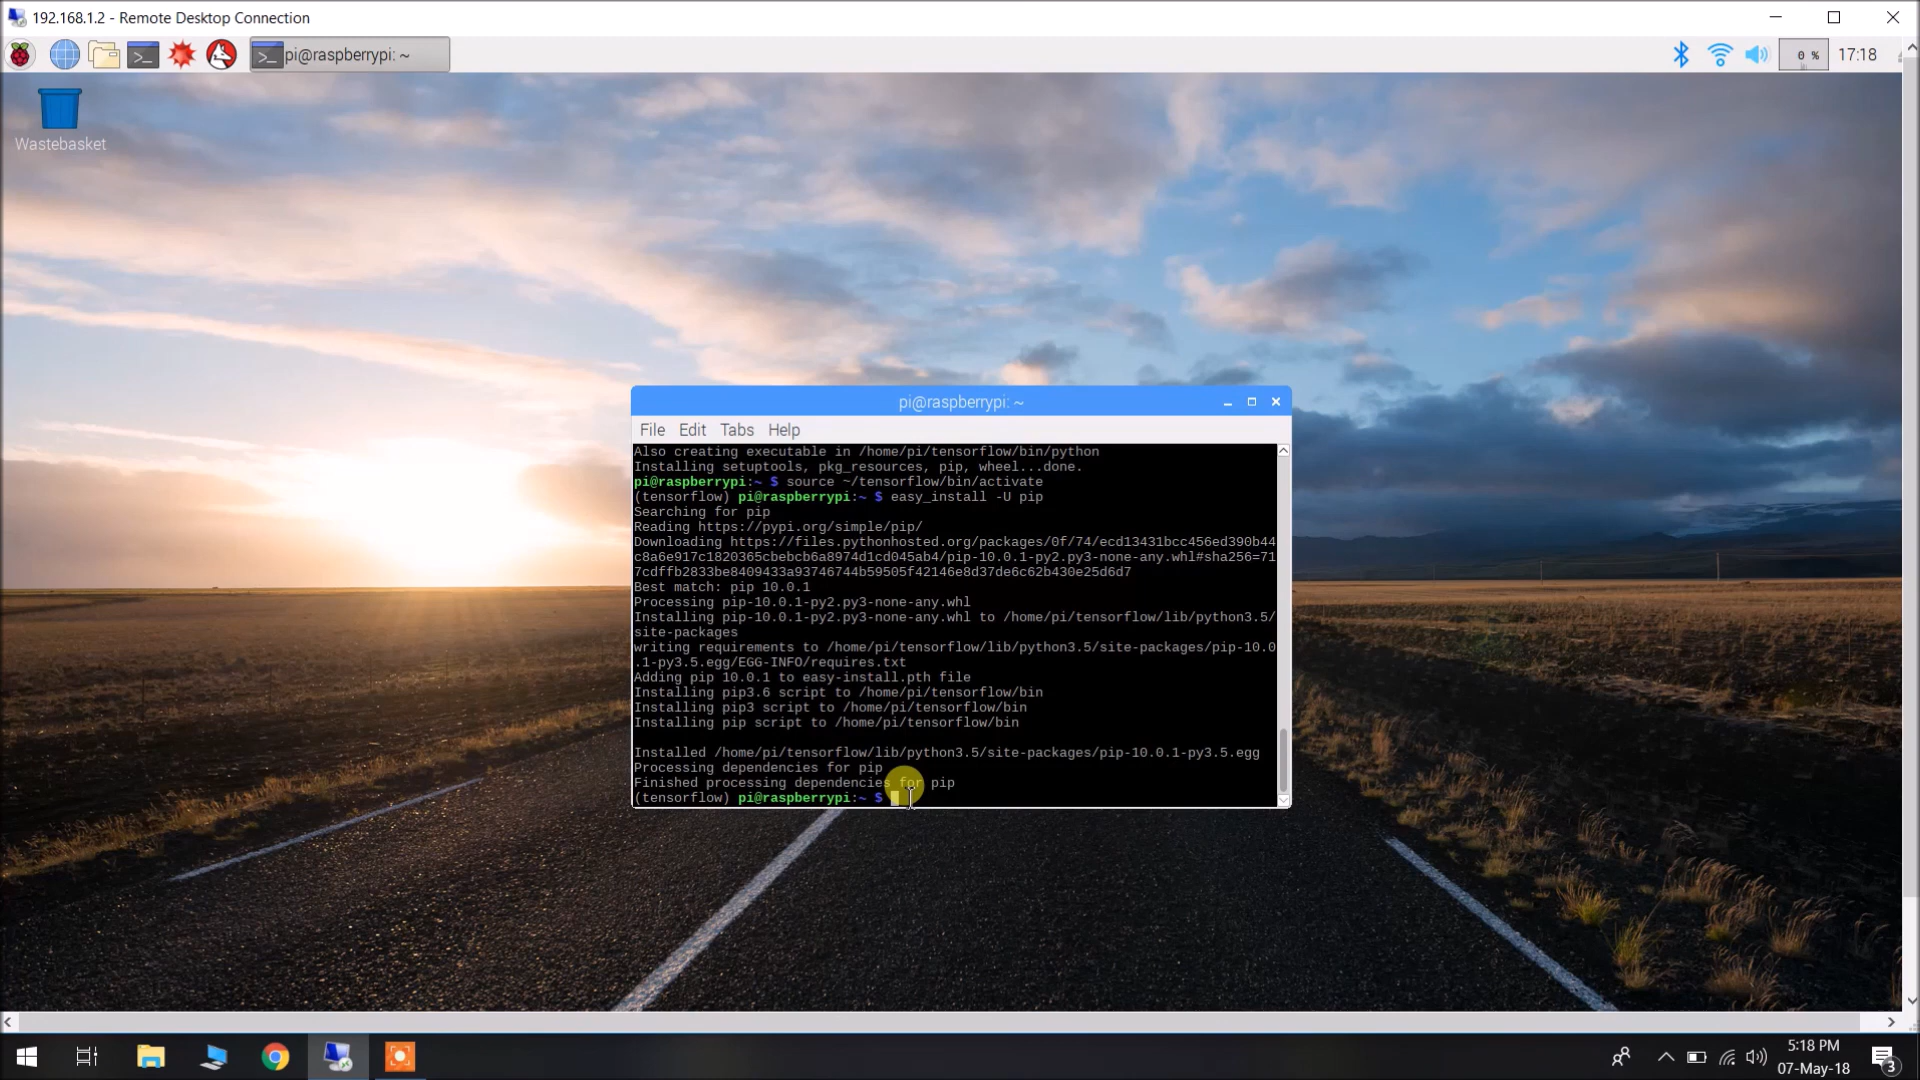 192.168.1.2 - Remote Desktop Connection
pi@raspberrypi: ~
0 %
17:18
Wastebasket
pi@raspberrypi: ~
File Edit Tabs Help
Also creating executable in /home/pi/tensorflow/bin/python
Installing setuptools, pkg_resources, pip, wheel...done.
pi@raspberrypi:~ $ source ~/tensorflow/bin/activate
(tensorflow) pi@raspberrypi:~ $ easy_install -U pip
Searching for pip
Reading https://pypi.org/simple/pip/
Downloading https://files.pythonhosted.org/packages/0f/74/ecd13431bcc456ed390b44
c8a6e917c1820365cbebcb6a8974d1cd045ab4/pip-10.0.1-py2.py3-none-any.whl#sha256=71
7cdffb2833be8409433a93746744b59505f42146e8d37de6c62b430e25d6d7
Best match: pip 10.0.1
Processing pip-10.0.1-py2.py3-none-any.whl
Installing pip-10.0.1-py2.py3-none-any.whl to /home/pi/tensorflow/lib/python3.5/
site-packages
writing requirements to /home/pi/tensorflow/lib/python3.5/site-packages/pip-10.0
.1-py3.5.egg/EGG-INFO/requires.txt
Adding pip 10.0.1 to easy-install.pth file
Installing pip3.6 script to /home/pi/tensorflow/bin
Installing pip3 script to /home/pi/tensorflow/bin
Installing pip script to /home/pi/tensorflow/bin
Installed /home/pi/tensorflow/lib/python3.5/site-packages/pip-10.0.1-py3.5.egg
Processing dependencies for pip
Finished processing dependencies for pip
(tensorflow) pi@raspberrypi:~ $
5:18 PM
07-May-18
3